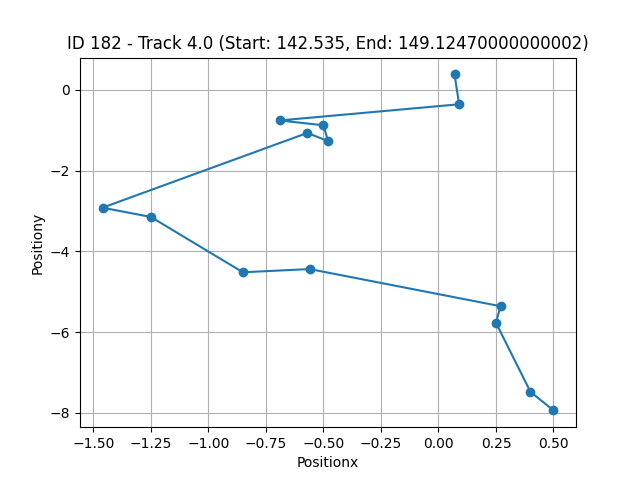 ID 182 - Track 4.0 (Start: 142.535, End: 149.12470000000002)
0
−2
−4
−6
−8
Positiony
−1.50 −1.25 −1.00 −0.75 −0.50 −0.25 0.00 0.25 0.50
Positionx